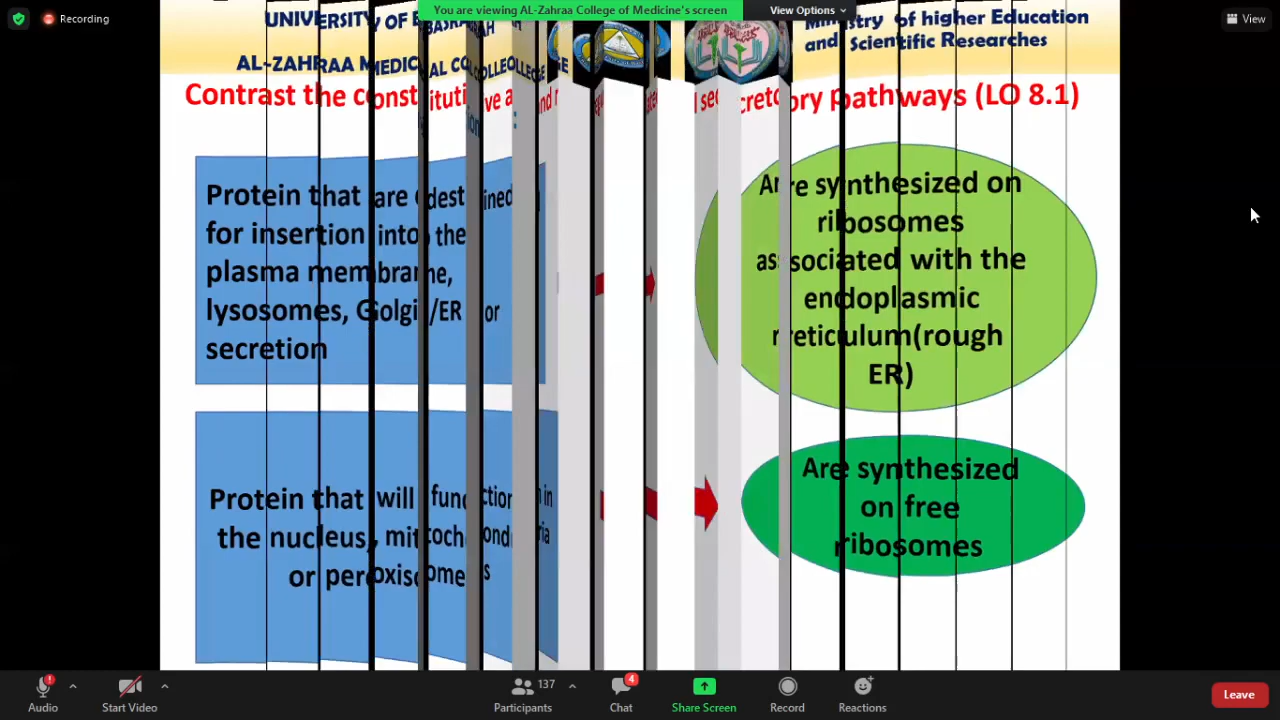 You are viewing AL-Zahraa College of Medicine's screen
View Options
Recording
View
UNIVERSITY OF BASRAH
Ministry of higher Education
AL-ZAHRAA MEDICAL COLLEGE
and Scientific Researches
Contrast the constitutive and secretory pathways (LO 8.1)
Protein that are destined
for insertion into the
plasma membrane,
lysosomes, Golgi/ER or
secretion
Are synthesized on
ribosomes
associated with the
endoplasmic
reticulum(rough
ER)
Protein that will function in
the nucleus, mitochondria
or peroxisomes
Are synthesized
on free
ribosomes
Audio
Start Video
137
Participants
4
Chat
Share Screen
Record
Reactions
Leave